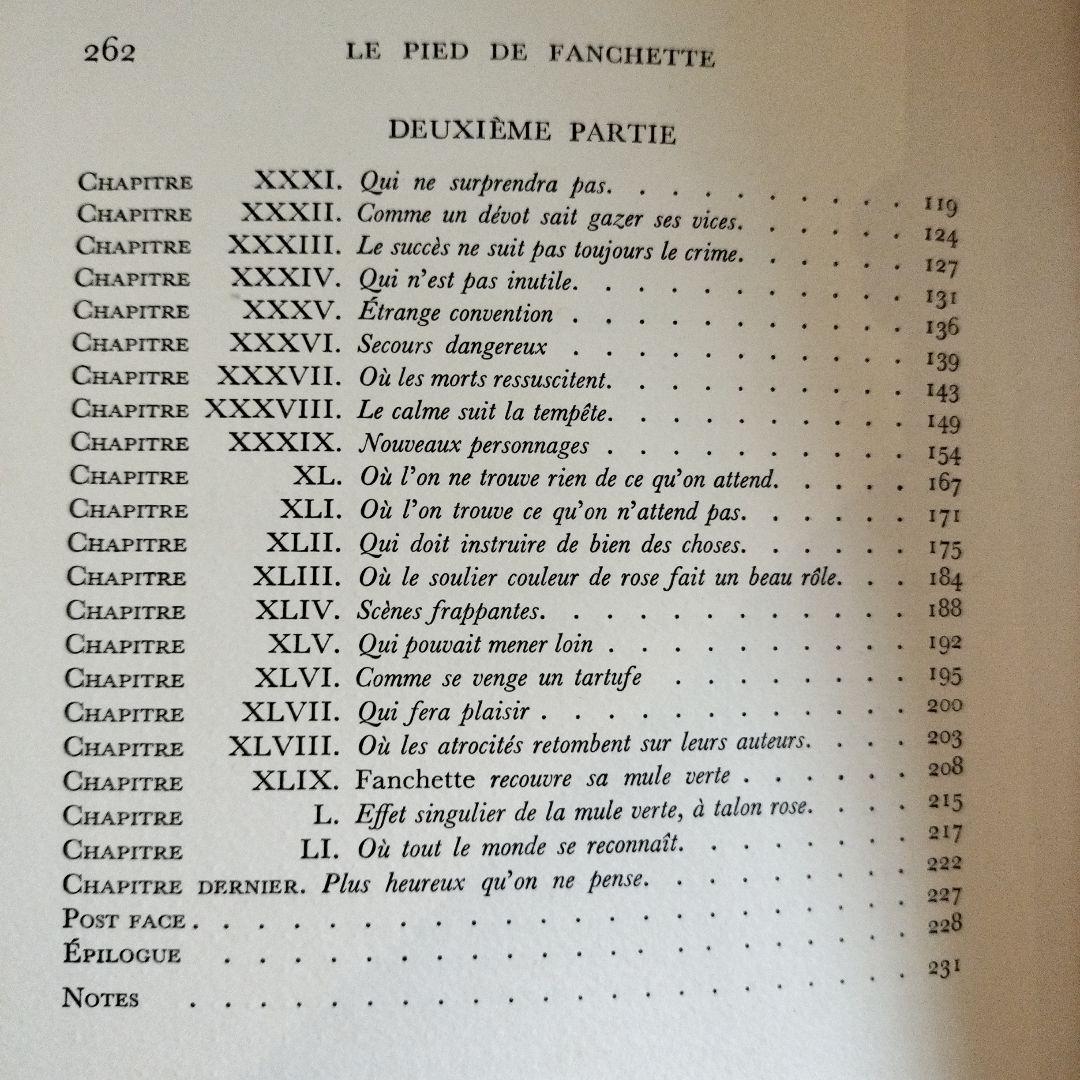 262 LE PIED DE FANCHETTE
DEUXIÈME PARTIE
CHAPITRE XXXI. Qui ne surprendra pas. . . . . . . . . . 119
CHAPITRE XXXII. Comme un dévot sait gazer ses vices. . . . . . 124
CHAPITRE XXXIII. Le succès ne suit pas toujours le crime. . . . . . 127
CHAPITRE XXXIV. Qui n'est pas inutile. . . . . . . . . . . 131
CHAPITRE XXXV. Étrange convention . . . . . . . . . . . 136
CHAPITRE XXXVI. Secours dangereux . . . . . . . . . . . 139
CHAPITRE XXXVII. Où les morts ressuscitent. . . . . . . . . . 143
CHAPITRE XXXVIII. Le calme suit la tempête. . . . . . . . . . 149
CHAPITRE XXXIX. Nouveaux personnages . . . . . . . . . . 154
CHAPITRE XL. Où l'on ne trouve rien de ce qu'on attend. . . . . 167
CHAPITRE XLI. Où l'on trouve ce qu'on n'attend pas. . . . . . 171
CHAPITRE XLII. Qui doit instruire de bien des choses. . . . . . 175
CHAPITRE XLIII. Où le soulier couleur de rose fait un beau rôle. . . 184
CHAPITRE XLIV. Scènes frappantes. . . . . . . . . . . . 188
CHAPITRE XLV. Qui pouvait mener loin . . . . . . . . . . 192
CHAPITRE XLVI. Comme se venge un tartufe . . . . . . . . 195
CHAPITRE XLVII. Qui fera plaisir . . . . . . . . . . . . 200
CHAPITRE XLVIII. Où les atrocités retombent sur leurs auteurs. . . . 203
CHAPITRE XLIX. Fanchette recouvre sa mule verte . . . . . . 208
CHAPITRE L. Effet singulier de la mule verte, à talon rose. . . . 215
CHAPITRE LI. Où tout le monde se reconnaît. . . . . . . . 217
CHAPITRE DERNIER. Plus heureux qu'on ne pense. . . . . . . . . 222
POST FACE . . . . . . . . . . . . . . . . . . . . . 227
ÉPILOGUE . . . . . . . . . . . . . . . . . . . . 228
NOTES . . . . . . . . . . . . . . . . . . . . . 231